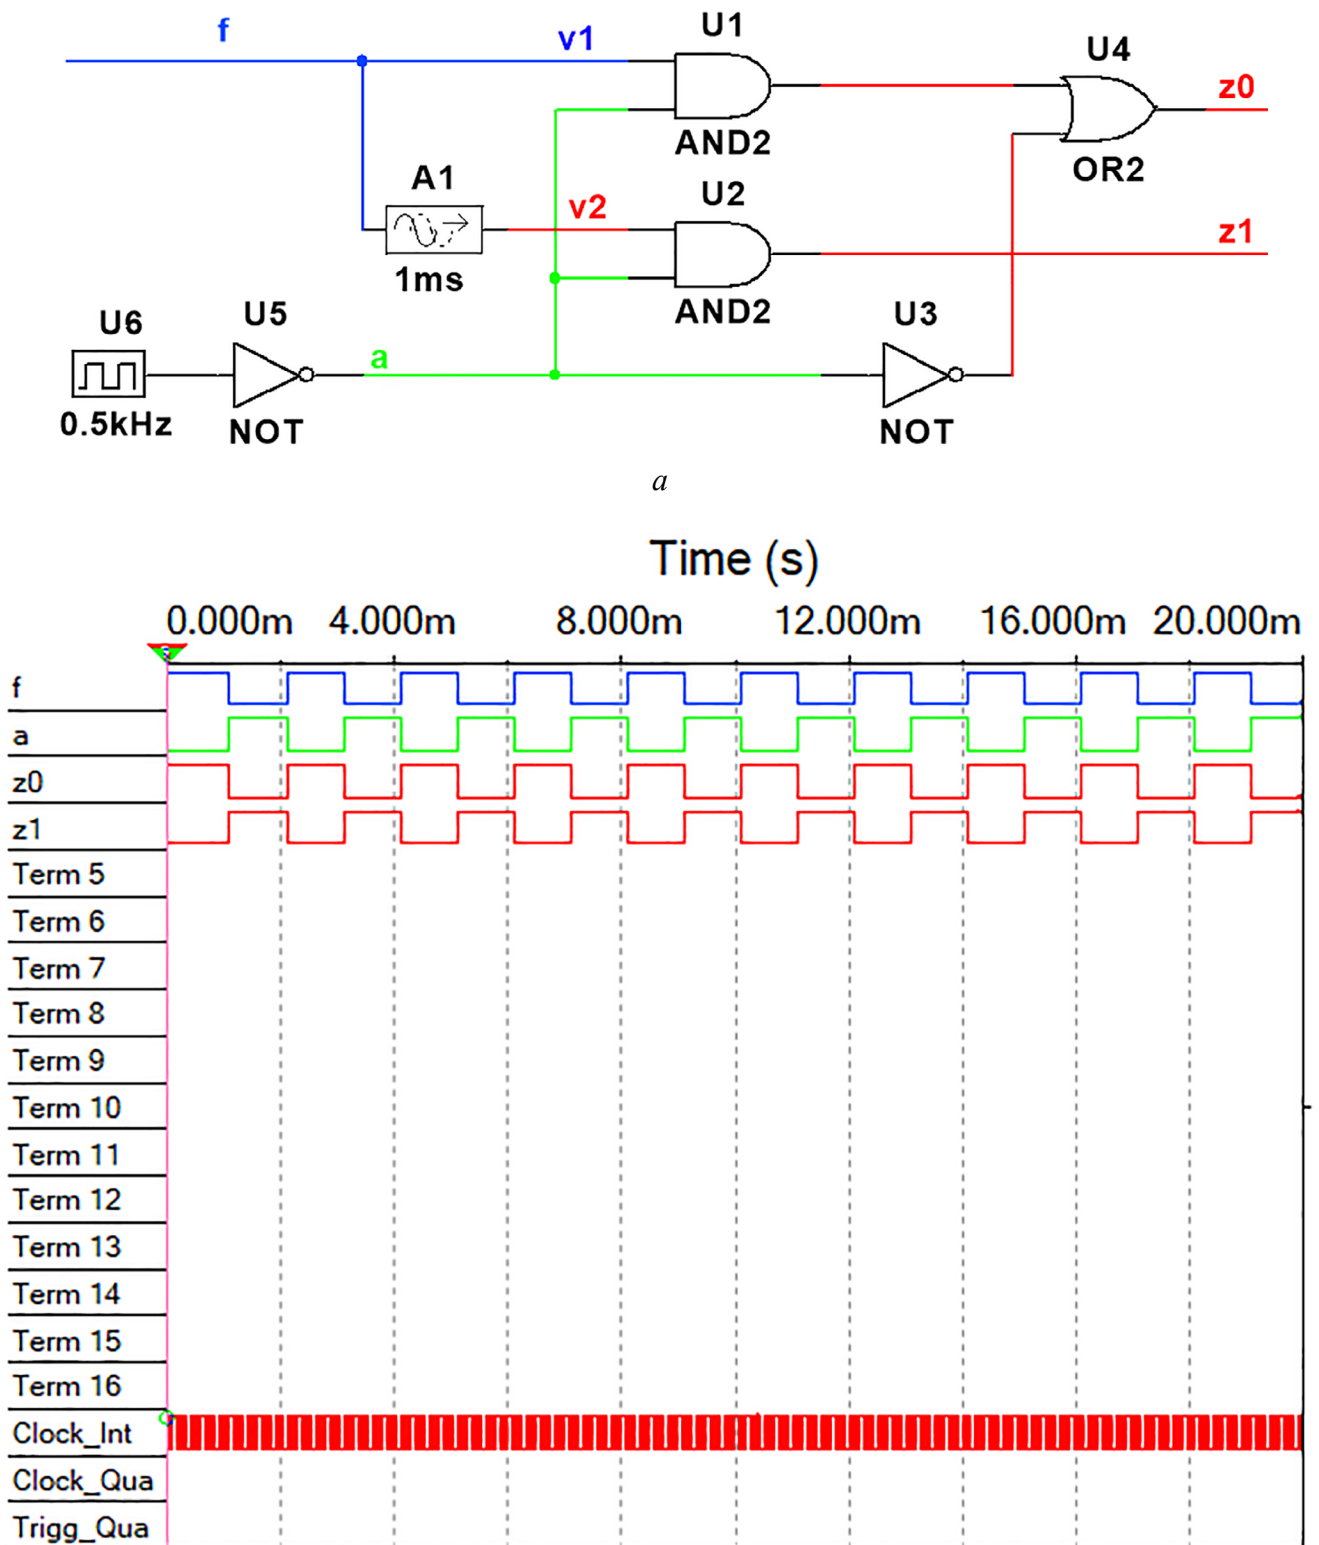 f
v1
U1
U4
z0
AND2
OR2
A1
v2
U2
z1
1ms
AND2
U6
U5
U3
a
0.5kHz
NOT
NOT
a
Time (s)
0.000m 4.000m 8.000m 12.000m 16.000m 20.000m
f
a
z0
z1
Term 5
Term 6
Term 7
Term 8
Term 9
Term 10
Term 11
Term 12
Term 13
Term 14
Term 15
Term 16
Clock_Int
Clock_Qua
Trigg_Qua